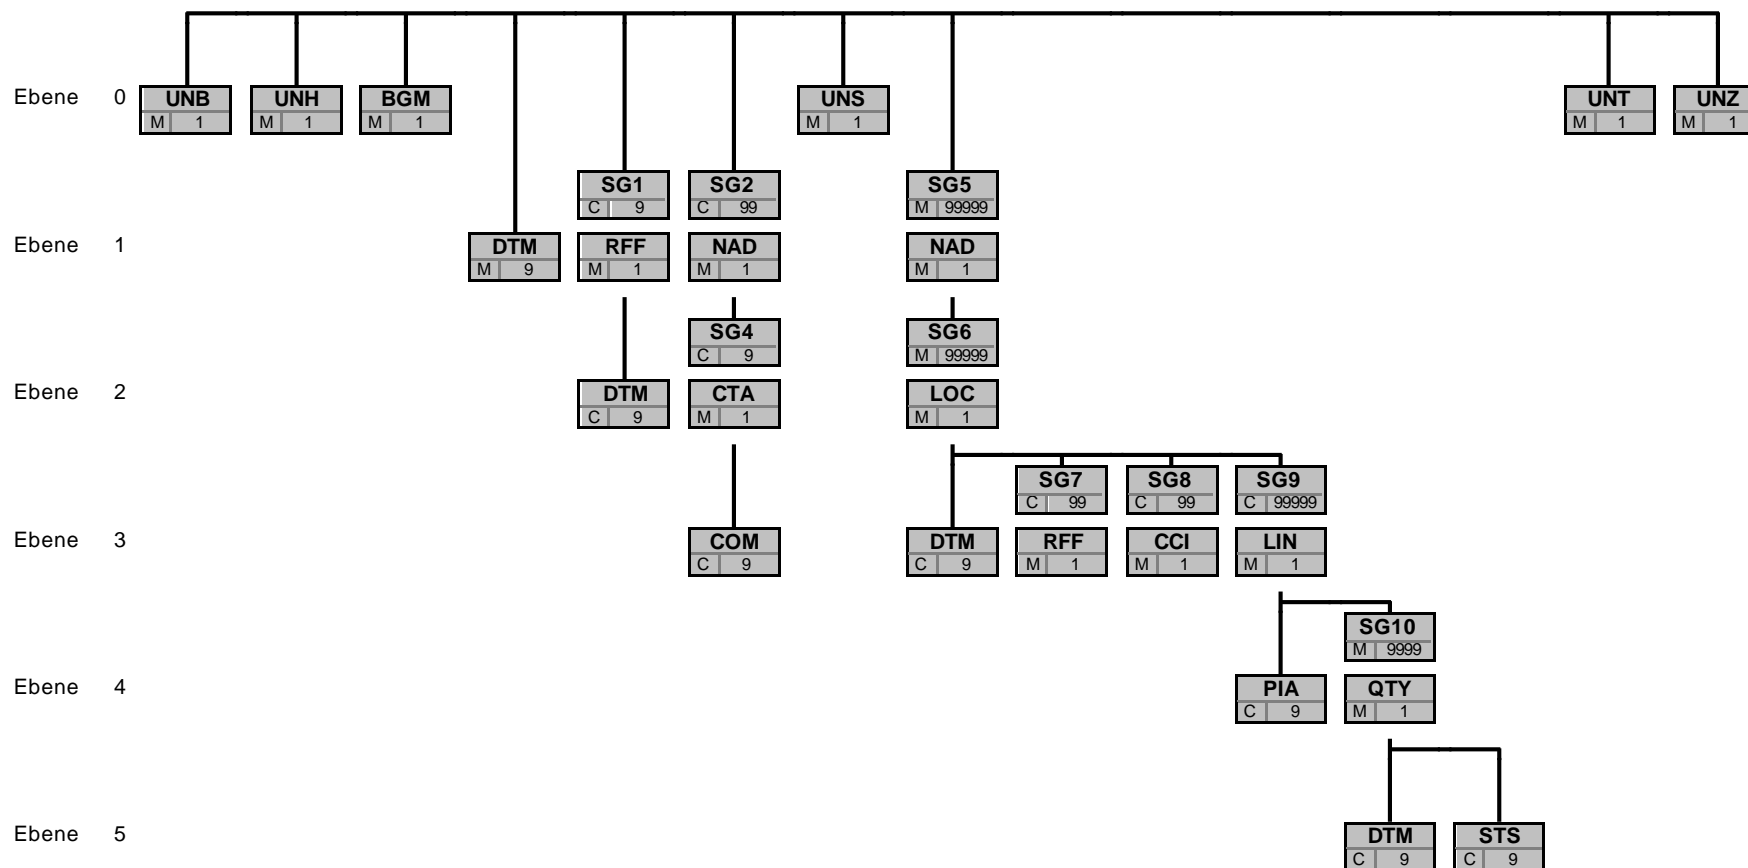 Ebene 0 UNB UNH BGM UNS UNT UNZ
M 1 M 1 M 1 M 1 M 1 M 1
SG1 SG2 SG5
C 9 C 99 M 99999
Ebene 1 DTM RFF NAD NAD
M 9 M 1 M 1 M 1
SG4 SG6
C 9 M 99999
Ebene 2 DTM CTA LOC
C 9 M 1 M 1
SG7 SG8 SG9
C 99 C 99 C 99999
Ebene 3 COM DTM RFF CCI LIN
C 9 C 9 M 1 M 1 M 1
SG10
M 9999
Ebene 4 PIA QTY
C 9 M 1
Ebene 5 DTM STS
C 9 C 9